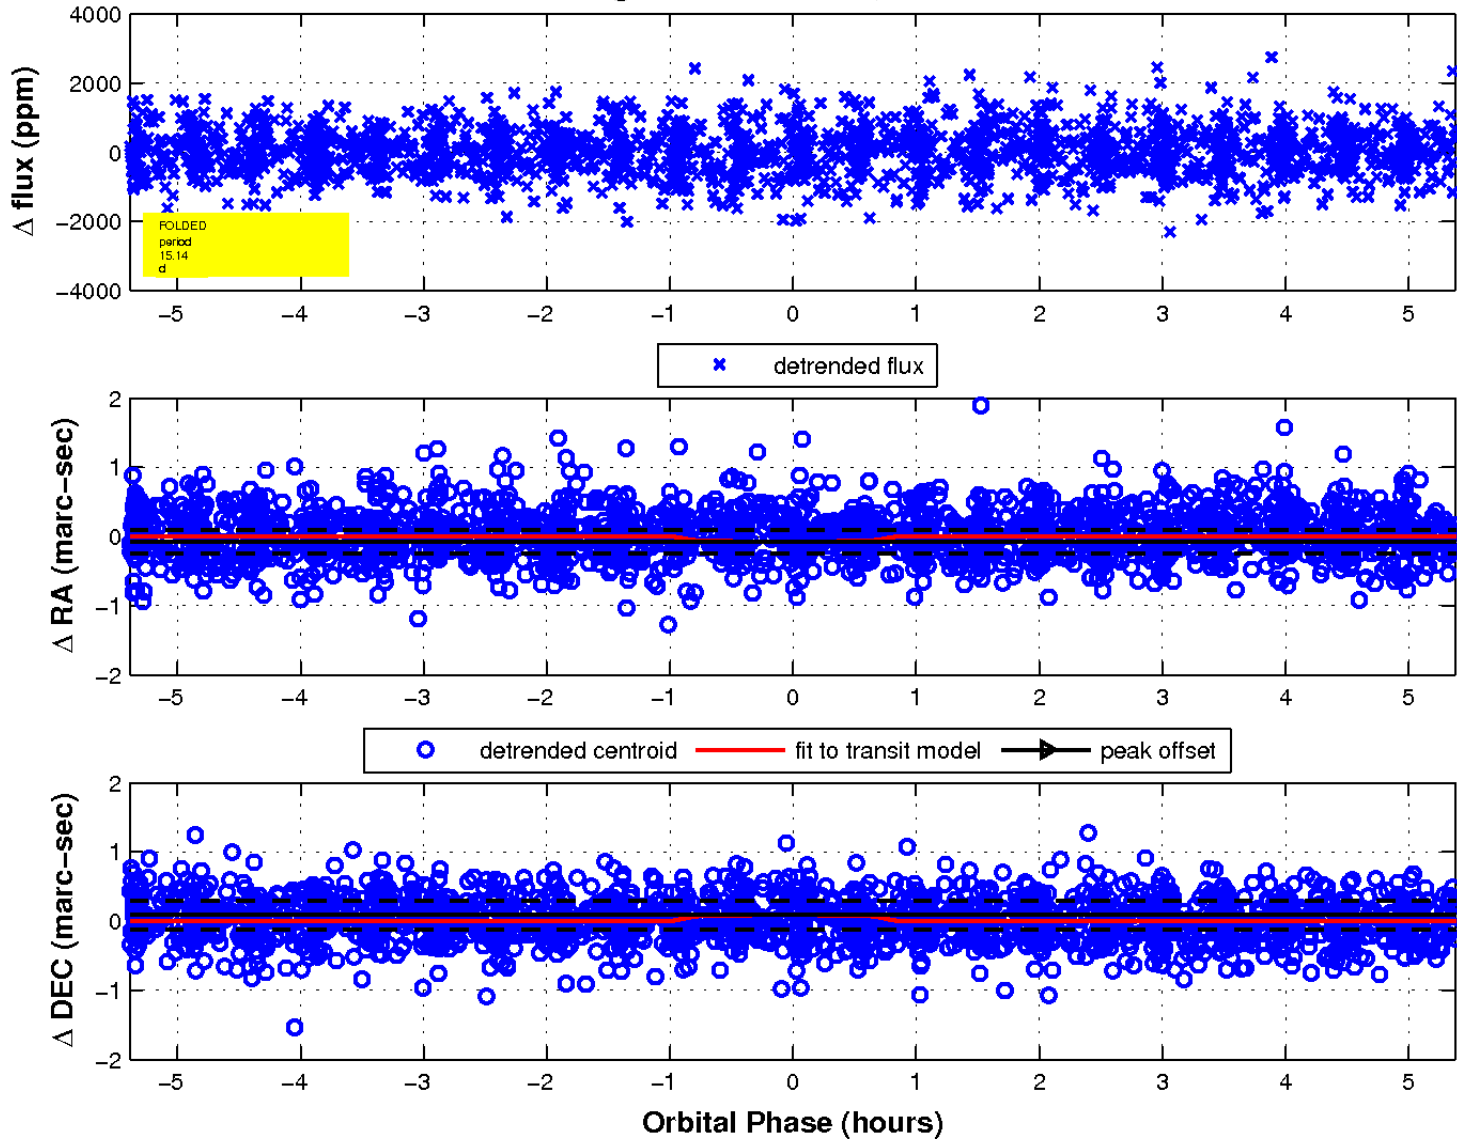 4000
2000
0
−2000
−4000
Δ flux (ppm)
FOLDED
period
15.14
d
−5 −4 −3 −2 −1 0 1 2 3 4 5
detrended flux
2
1
0
−1
−2
Δ RA (marc−sec)
−5 −4 −3 −2 −1 0 1 2 3 4 5
detrended centroid fit to transit model peak offset
2
1
0
−1
−2
Δ DEC (marc−sec)
−5 −4 −3 −2 −1 0 1 2 3 4 5
Orbital Phase (hours)